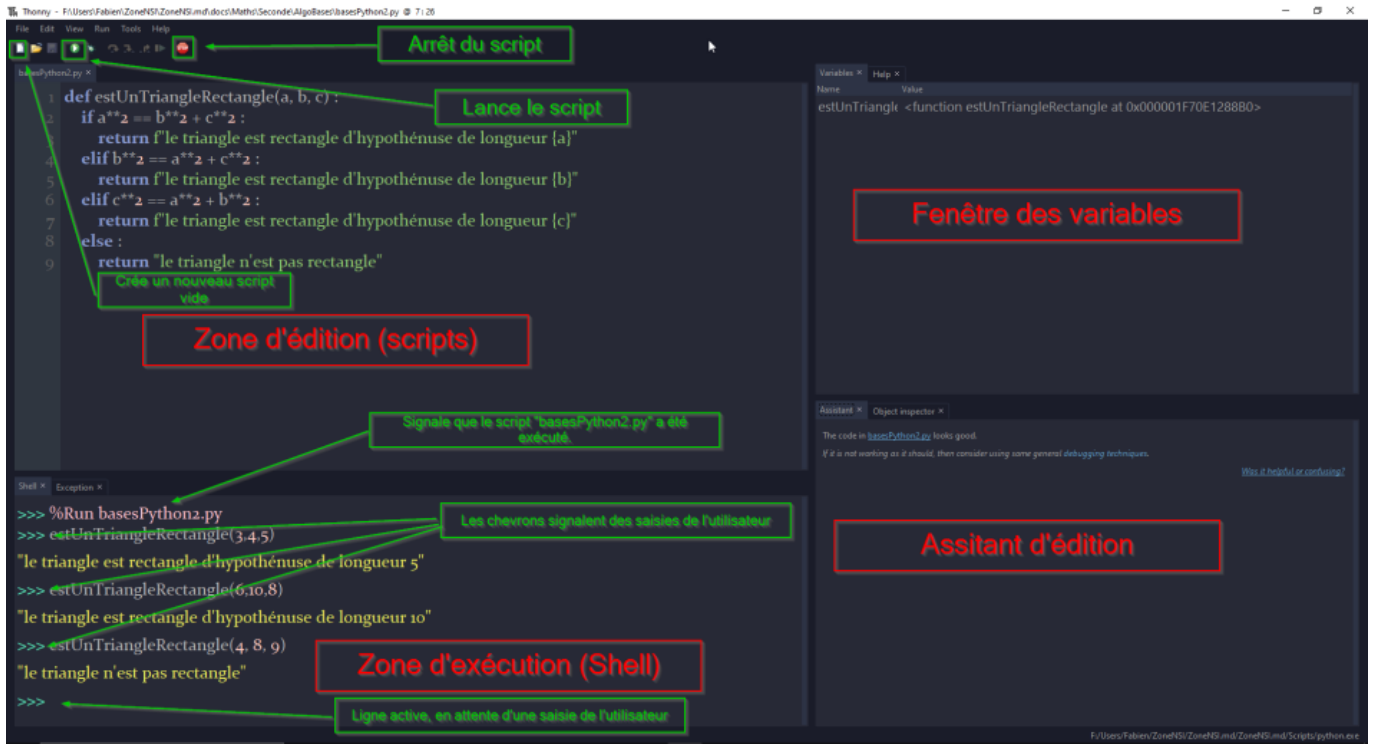 Thonny - F:\Users\Fabien\ZoneNSI\ZoneNSI.md\docs\Maths\Seconde\AlgoBases\basesPython2.py @ 7:26
File Edit View Run Tools Help
Arrêt du script
basesPython2.py ×
Lance le script
1 def estUnTriangleRectangle(a, b, c) :
2 if a**2 == b**2 + c**2 :
3 return f"le triangle est rectangle d'hypothénuse de longueur {a}"
4 elif b**2 == a**2 + c**2 :
5 return f"le triangle est rectangle d'hypothénuse de longueur {b}"
6 elif c**2 == a**2 + b**2 :
7 return f"le triangle est rectangle d'hypothénuse de longueur {c}"
8 else :
9 return "le triangle n'est pas rectangle"
Crée un nouveau script
vide
Zone d'édition (scripts)
Variables × Help ×
Name Value
estUnTriangle <function estUnTriangleRectangle at 0x000001F70E1288B0>
Fenêtre des variables
Signale que le script "basesPython2.py" a été
exécuté.
Shell × Exception ×
>>> %Run basesPython2.py
>>> estUnTriangleRectangle(3,4,5)
"le triangle est rectangle d'hypothénuse de longueur 5"
>>> estUnTriangleRectangle(6,10,8)
"le triangle est rectangle d'hypothénuse de longueur 10"
>>> estUnTriangleRectangle(4, 8, 9)
"le triangle n'est pas rectangle"
>>>
Les chevrons signalent des saisies de l'utilisateur
Zone d'exécution (Shell)
Ligne active, en attente d'une saisie de l'utilisateur
Assistant × Object inspector ×
The code in basesPython2.py looks good.
If it is not working as it should, then consider using some general debugging techniques.
Was it helpful or confusing?
Assitant d'édition
F:/Users/Fabien/ZoneNSI/ZoneNSI.md/ZoneNSI.md/Scripts/python.exe